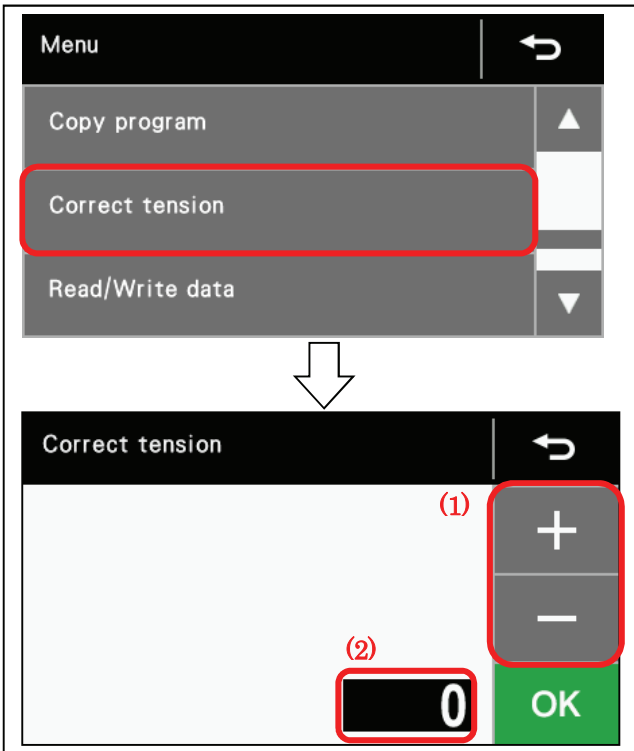 Menu
Copy program
Correct tension
Read/Write data
Correct tension
(1)
+
−
(2)
0
OK